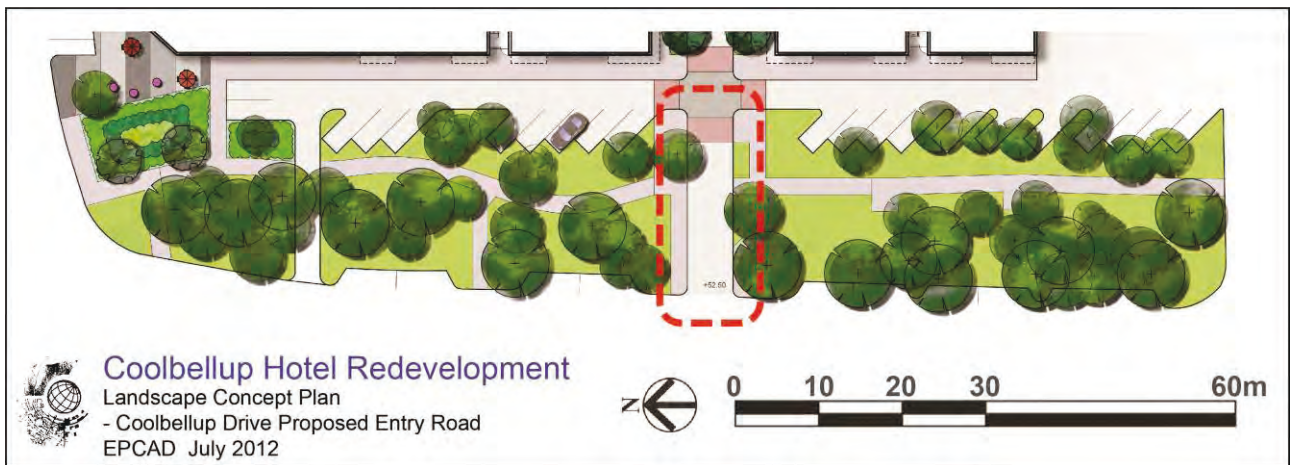 +52.50
Coolbellup Hotel Redevelopment
Landscape Concept Plan
- Coolbellup Drive Proposed Entry Road
EPCAD July 2012
N
0 10 20 30 60m